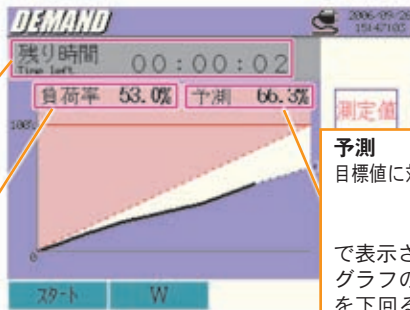 DEMAND
2006/09/26
15:47:05
残り時間
Time left
00:00:02
負荷率 53.0% 予測 66.3%
測定値
100%
予測
目標値に
で表示さ
グラフの
を下回る
0
スタート W